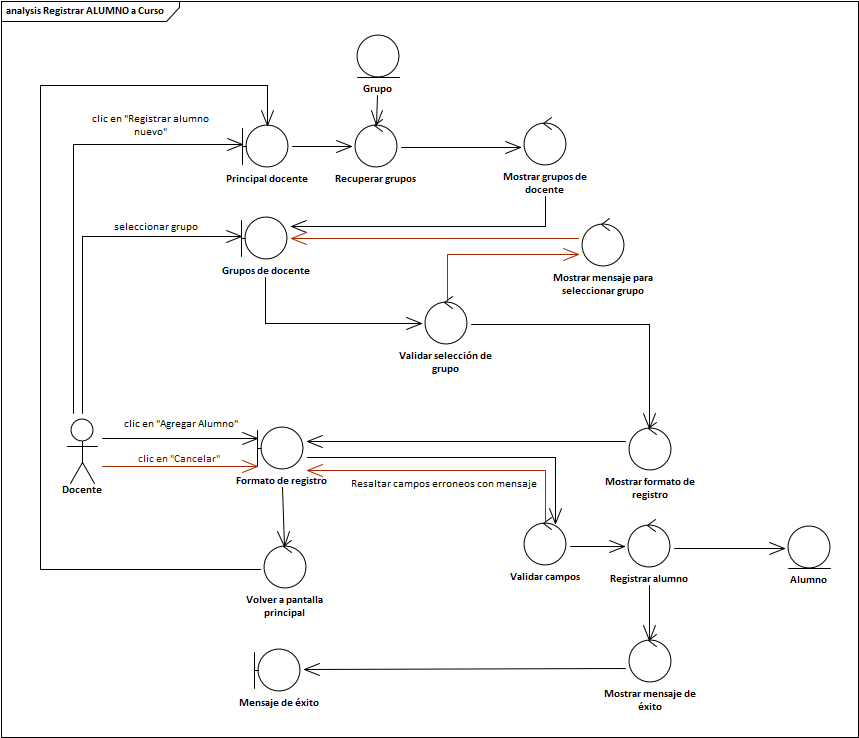 analysis Registrar ALUMNO a Curso
Grupo
clic en "Registrar alumno
nuevo"
Principal docente
Recuperar grupos
Mostrar grupos de
docente
seleccionar grupo
Grupos de docente
Mostrar mensaje para
seleccionar grupo
Validar selección de
grupo
clic en "Agregar Alumno"
clic en "Cancelar"
Docente
Formato de registro
Resaltar campos erroneos con mensaje
Mostrar formato de
registro
Validar campos
Registrar alumno
Alumno
Volver a pantalla
principal
Mensaje de éxito
Mostrar mensaje de
éxito